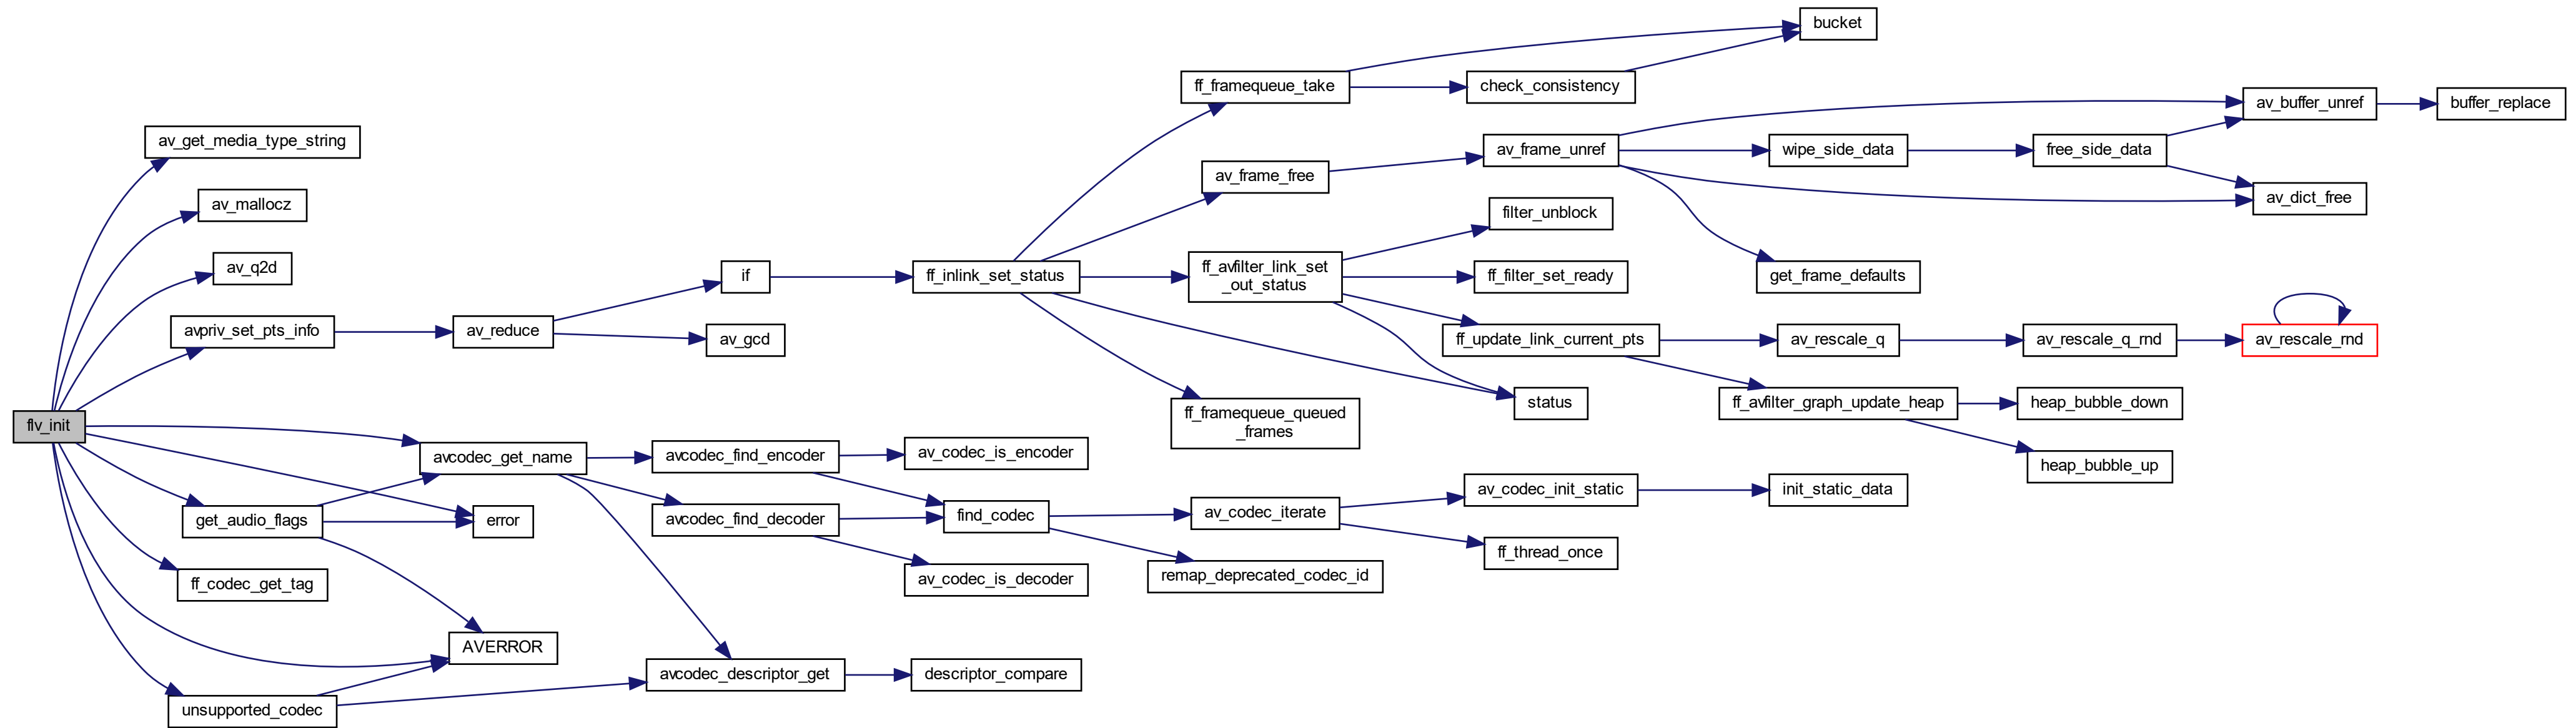 bucket
ff_framequeue_take
check_consistency
av_buffer_unref
buffer_replace
av_get_media_type_string
av_frame_unref
wipe_side_data
free_side_data
av_frame_free
av_dict_free
av_mallocz
filter_unblock
av_q2d
if
ff_inlink_set_status
ff_avfilter_link_set
_out_status
ff_filter_set_ready
get_frame_defaults
avpriv_set_pts_info
av_reduce
av_gcd
ff_update_link_current_pts
av_rescale_q
av_rescale_q_rnd
av_rescale_rnd
status
ff_avfilter_graph_update_heap
heap_bubble_down
flv_init
ff_framequeue_queued
_frames
avcodec_get_name
avcodec_find_encoder
av_codec_is_encoder
heap_bubble_up
av_codec_init_static
init_static_data
get_audio_flags
error
avcodec_find_decoder
find_codec
av_codec_iterate
ff_thread_once
ff_codec_get_tag
av_codec_is_decoder
remap_deprecated_codec_id
AVERROR
avcodec_descriptor_get
descriptor_compare
unsupported_codec